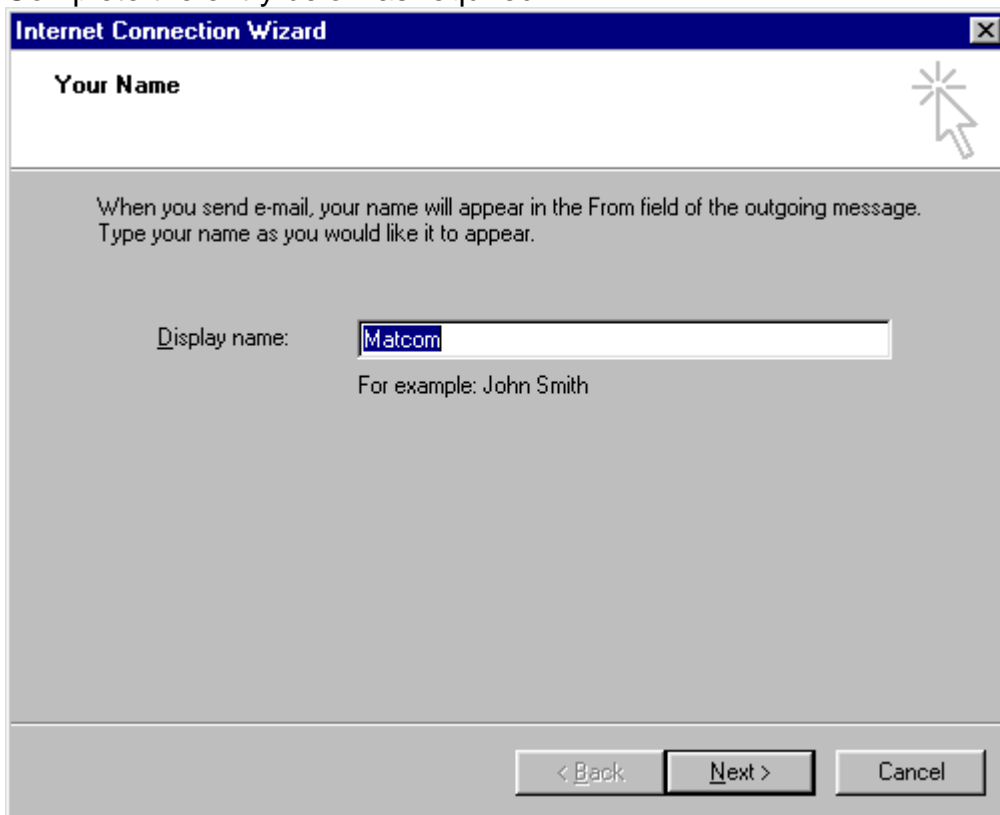 Internet Connection Wizard
Your Name
When you send e-mail, your name will appear in the From field of the outgoing message.
Type your name as you would like it to appear.
Display name: Matcom
For example: John Smith
< Back Next > Cancel